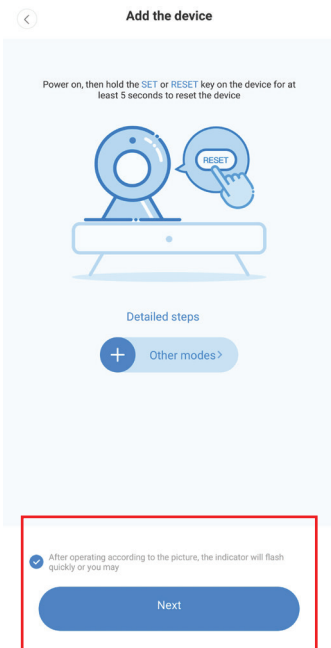 Add the device
Power on, then hold the SET or RESET key on the device for at
least 5 seconds to reset the device
RESET
Detailed steps
Other modes>
After operating according to the picture, the indicator will flash
quickly or you may
Next